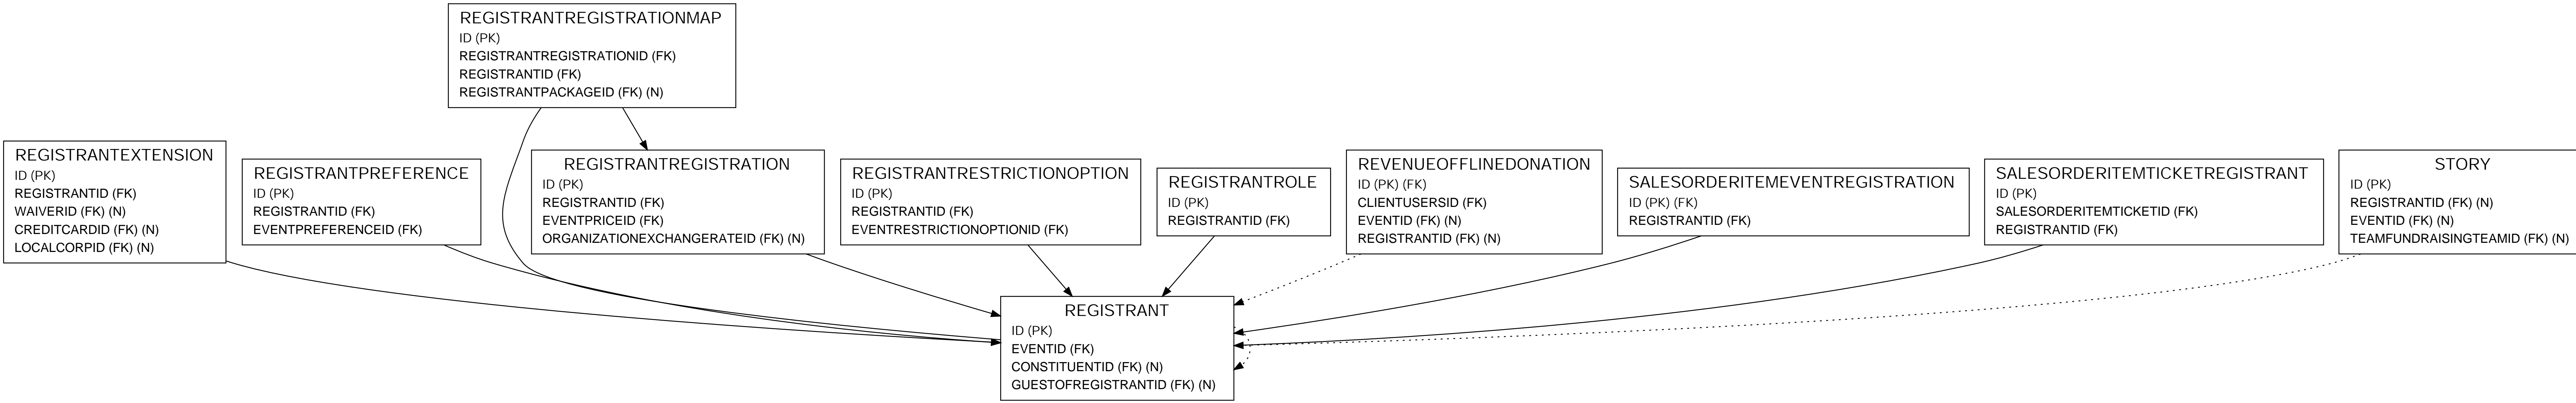 REGISTRANTREGISTRATIONMAP
ID (PK)
REGISTRANTREGISTRATIONID (FK)
REGISTRANTID (FK)
REGISTRANTPACKAGEID (FK) (N)
REGISTRANTEXTENSION
ID (PK)
REGISTRANTID (FK)
WAIVERID (FK) (N)
CREDITCARDID (FK) (N)
LOCALCORPID (FK) (N)
REGISTRANTPREFERENCE
ID (PK)
REGISTRANTID (FK)
EVENTPREFERENCEID (FK)
REGISTRANTREGISTRATION
ID (PK)
REGISTRANTID (FK)
EVENTPRICEID (FK)
ORGANIZATIONEXCHANGERATEID (FK) (N)
REGISTRANTRESTRICTIONOPTION
ID (PK)
REGISTRANTID (FK)
EVENTRESTRICTIONOPTIONID (FK)
REGISTRANTROLE
ID (PK)
REGISTRANTID (FK)
REVENUEOFFLINEDONATION
ID (PK) (FK)
CLIENTUSERSID (FK)
EVENTID (FK) (N)
REGISTRANTID (FK) (N)
SALESORDERITEMEVENTREGISTRATION
ID (PK) (FK)
REGISTRANTID (FK)
SALESORDERITEMTICKETREGISTRANT
ID (PK)
SALESORDERITEMTICKETID (FK)
REGISTRANTID (FK)
STORY
ID (PK)
REGISTRANTID (FK) (N)
EVENTID (FK) (N)
TEAMFUNDRAISINGTEAMID (FK) (N)
REGISTRANT
ID (PK)
EVENTID (FK)
CONSTITUENTID (FK) (N)
GUESTOFREGISTRANTID (FK) (N)